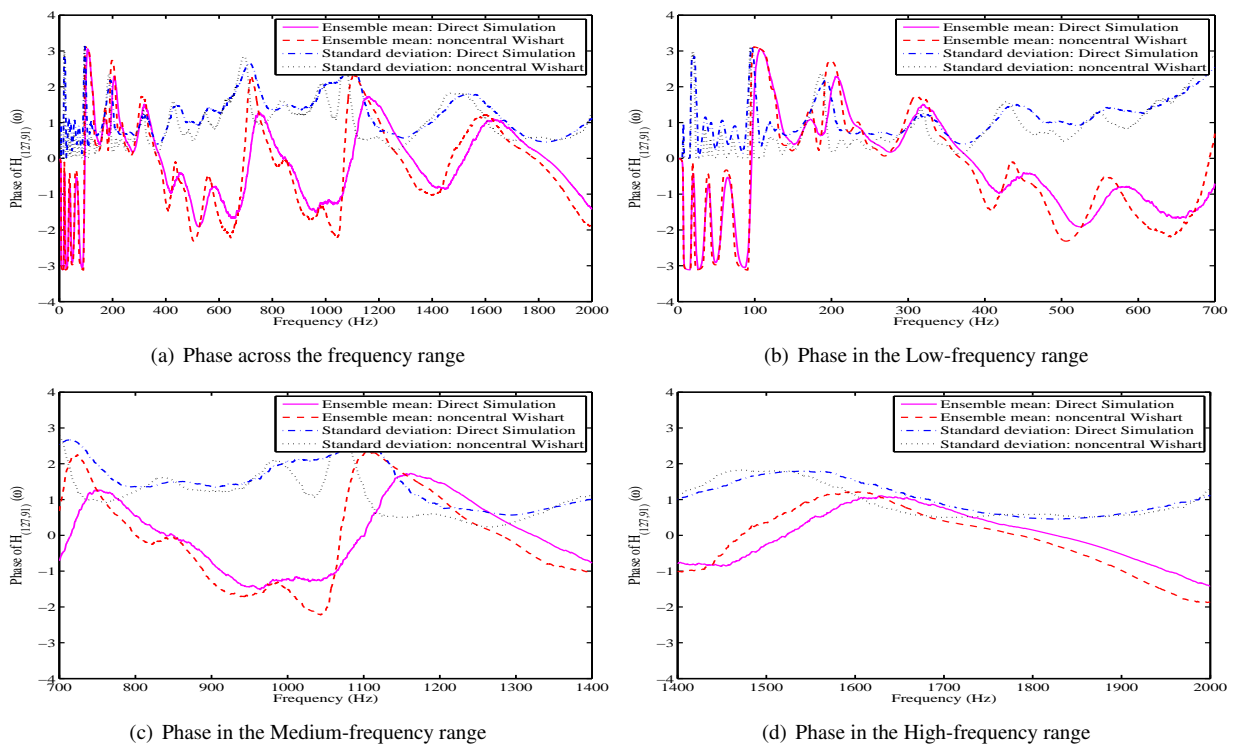 Ensemble mean: Direct Simulation
Ensemble mean: noncentral Wishart
Standard deviation: Direct Simulation
Standard deviation: noncentral Wishart
4
3
2
1
0
−1
−2
−3
−4
Phase of H(127,91) (ω)
0 200 400 600 800 1000 1200 1400 1600 1800 2000
Frequency (Hz)
(a) Phase across the frequency range
Ensemble mean: Direct Simulation
Ensemble mean: noncentral Wishart
Standard deviation: Direct Simulation
Standard deviation: noncentral Wishart
4
3
2
1
0
−1
−2
−3
−4
Phase of H(127,91) (ω)
0 100 200 300 400 500 600 700
Frequency (Hz)
(b) Phase in the Low-frequency range
Ensemble mean: Direct Simulation
Ensemble mean: noncentral Wishart
Standard deviation: Direct Simulation
Standard deviation: noncentral Wishart
4
3
2
1
0
−1
−2
−3
−4
Phase of H(127,91) (ω)
700 800 900 1000 1100 1200 1300 1400
Frequency (Hz)
(c) Phase in the Medium-frequency range
Ensemble mean: Direct Simulation
Ensemble mean: noncentral Wishart
Standard deviation: Direct Simulation
Standard deviation: noncentral Wishart
4
3
2
1
0
−1
−2
−3
−4
Phase of H(127,91) (ω)
1400 1500 1600 1700 1800 1900 2000
Frequency (Hz)
(d) Phase in the High-frequency range